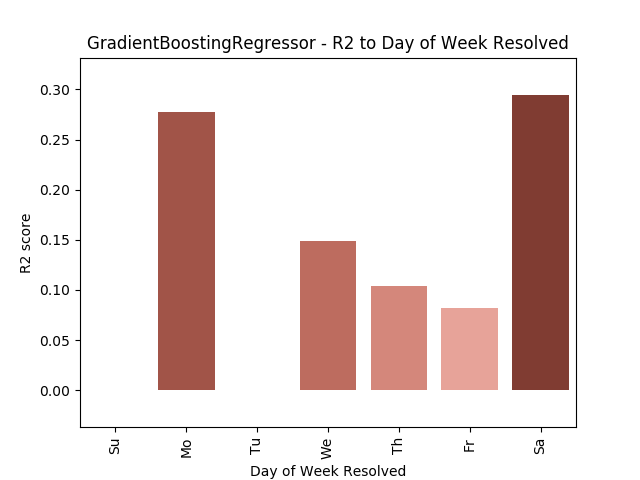 GradientBoostingRegressor - R2 to Day of Week Resolved
0.30
0.25
0.20
0.15
0.10
0.05
0.00
R2 score
Su
Mo
Tu
We
Th
Fr
Sa
Day of Week Resolved